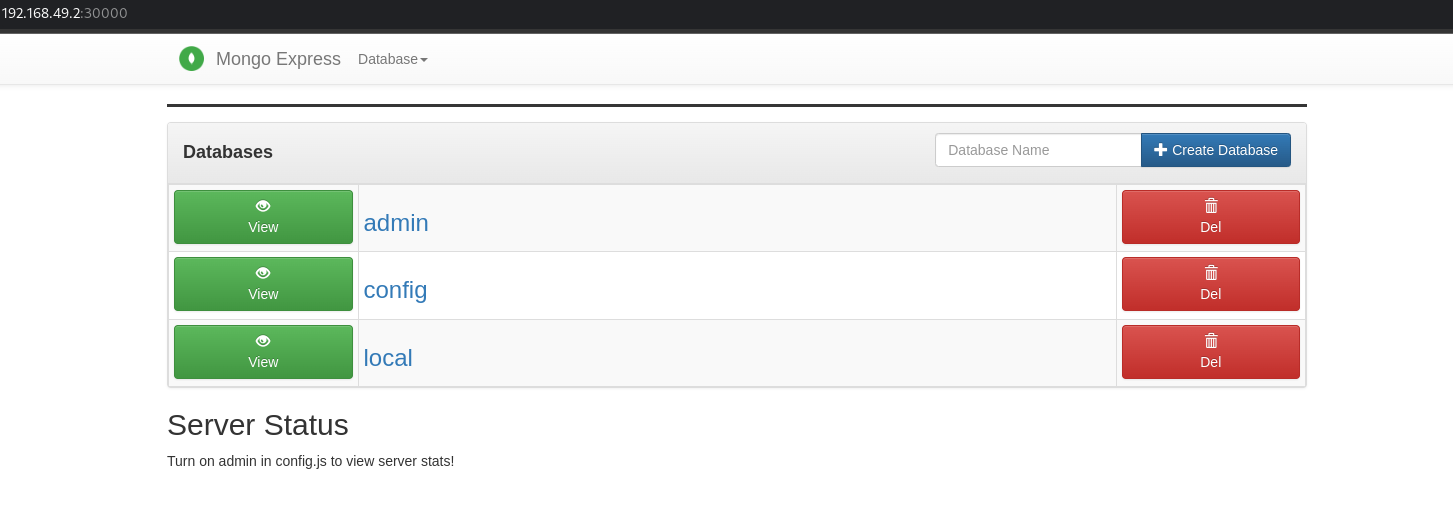 192.168.49.2:30000
Mongo Express Database
Databases Database Name Create Database
View admin Del
View config Del
View local Del
Server Status
Turn on admin in config.js to view server stats!